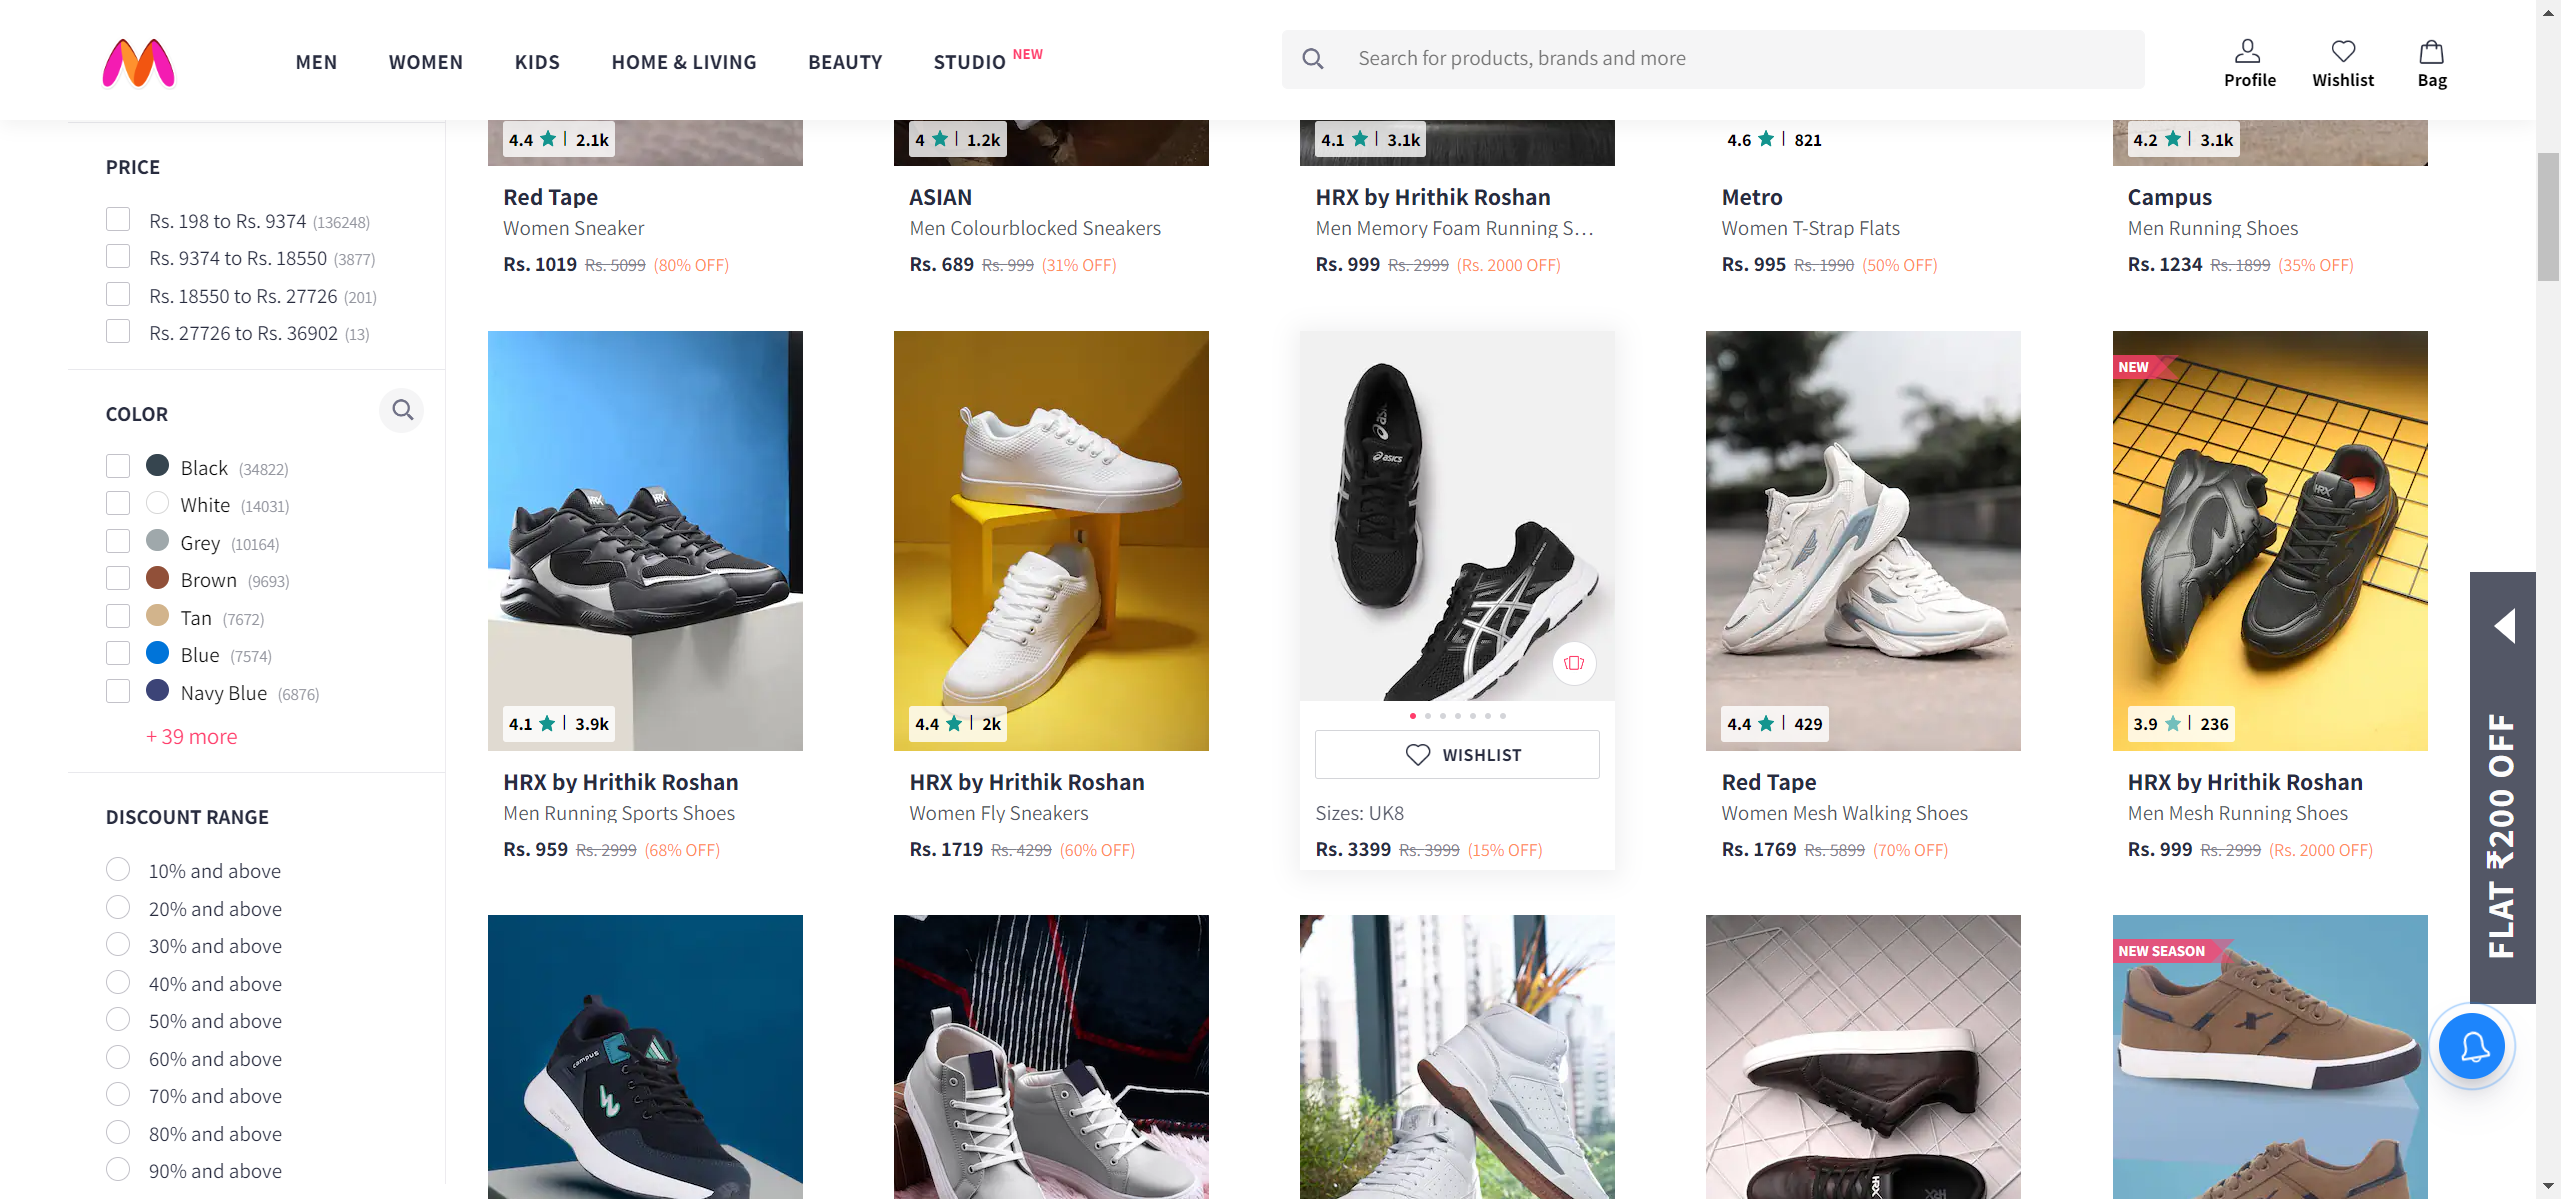 MEN
WOMEN
KIDS
HOME & LIVING
BEAUTY
STUDIO NEW
Search for products, brands and more
Profile
Wishlist
Bag
PRICE
Rs. 198 to Rs. 9374 (136248)
Rs. 9374 to Rs. 18550 (3877)
Rs. 18550 to Rs. 27726 (201)
Rs. 27726 to Rs. 36902 (13)
COLOR
Black (34822)
White (14031)
Grey (10164)
Brown (9693)
Tan (7672)
Blue (7574)
Navy Blue (6876)
+ 39 more
DISCOUNT RANGE
10% and above
20% and above
30% and above
40% and above
50% and above
60% and above
70% and above
80% and above
90% and above
4.4 | 2.1k
Red Tape
Women Sneaker
Rs. 1019 Rs. 5099 (80% OFF)
4 | 1.2k
ASIAN
Men Colourblocked Sneakers
Rs. 689 Rs. 999 (31% OFF)
4.1 | 3.1k
HRX by Hrithik Roshan
Men Memory Foam Running S...
Rs. 999 Rs. 2999 (Rs. 2000 OFF)
4.6 | 821
Metro
Women T-Strap Flats
Rs. 995 Rs. 1990 (50% OFF)
4.2 | 3.1k
Campus
Men Running Shoes
Rs. 1234 Rs. 1899 (35% OFF)
HRX
HRX
4.1 | 3.9k
HRX by Hrithik Roshan
Men Running Sports Shoes
Rs. 959 Rs. 2999 (68% OFF)
4.4 | 2k
HRX by Hrithik Roshan
Women Fly Sneakers
Rs. 1719 Rs. 4299 (60% OFF)
asics
WISHLIST
Sizes: UK8
Rs. 3399 Rs. 3999 (15% OFF)
4.4 | 429
Red Tape
Women Mesh Walking Shoes
Rs. 1769 Rs. 5899 (70% OFF)
NEW
HRX
3.9 | 236
HRX by Hrithik Roshan
Men Mesh Running Shoes
Rs. 999 Rs. 2999 (Rs. 2000 OFF)
campus
HRX
HRX
NEW SEASON
FLAT ₹200 OFF